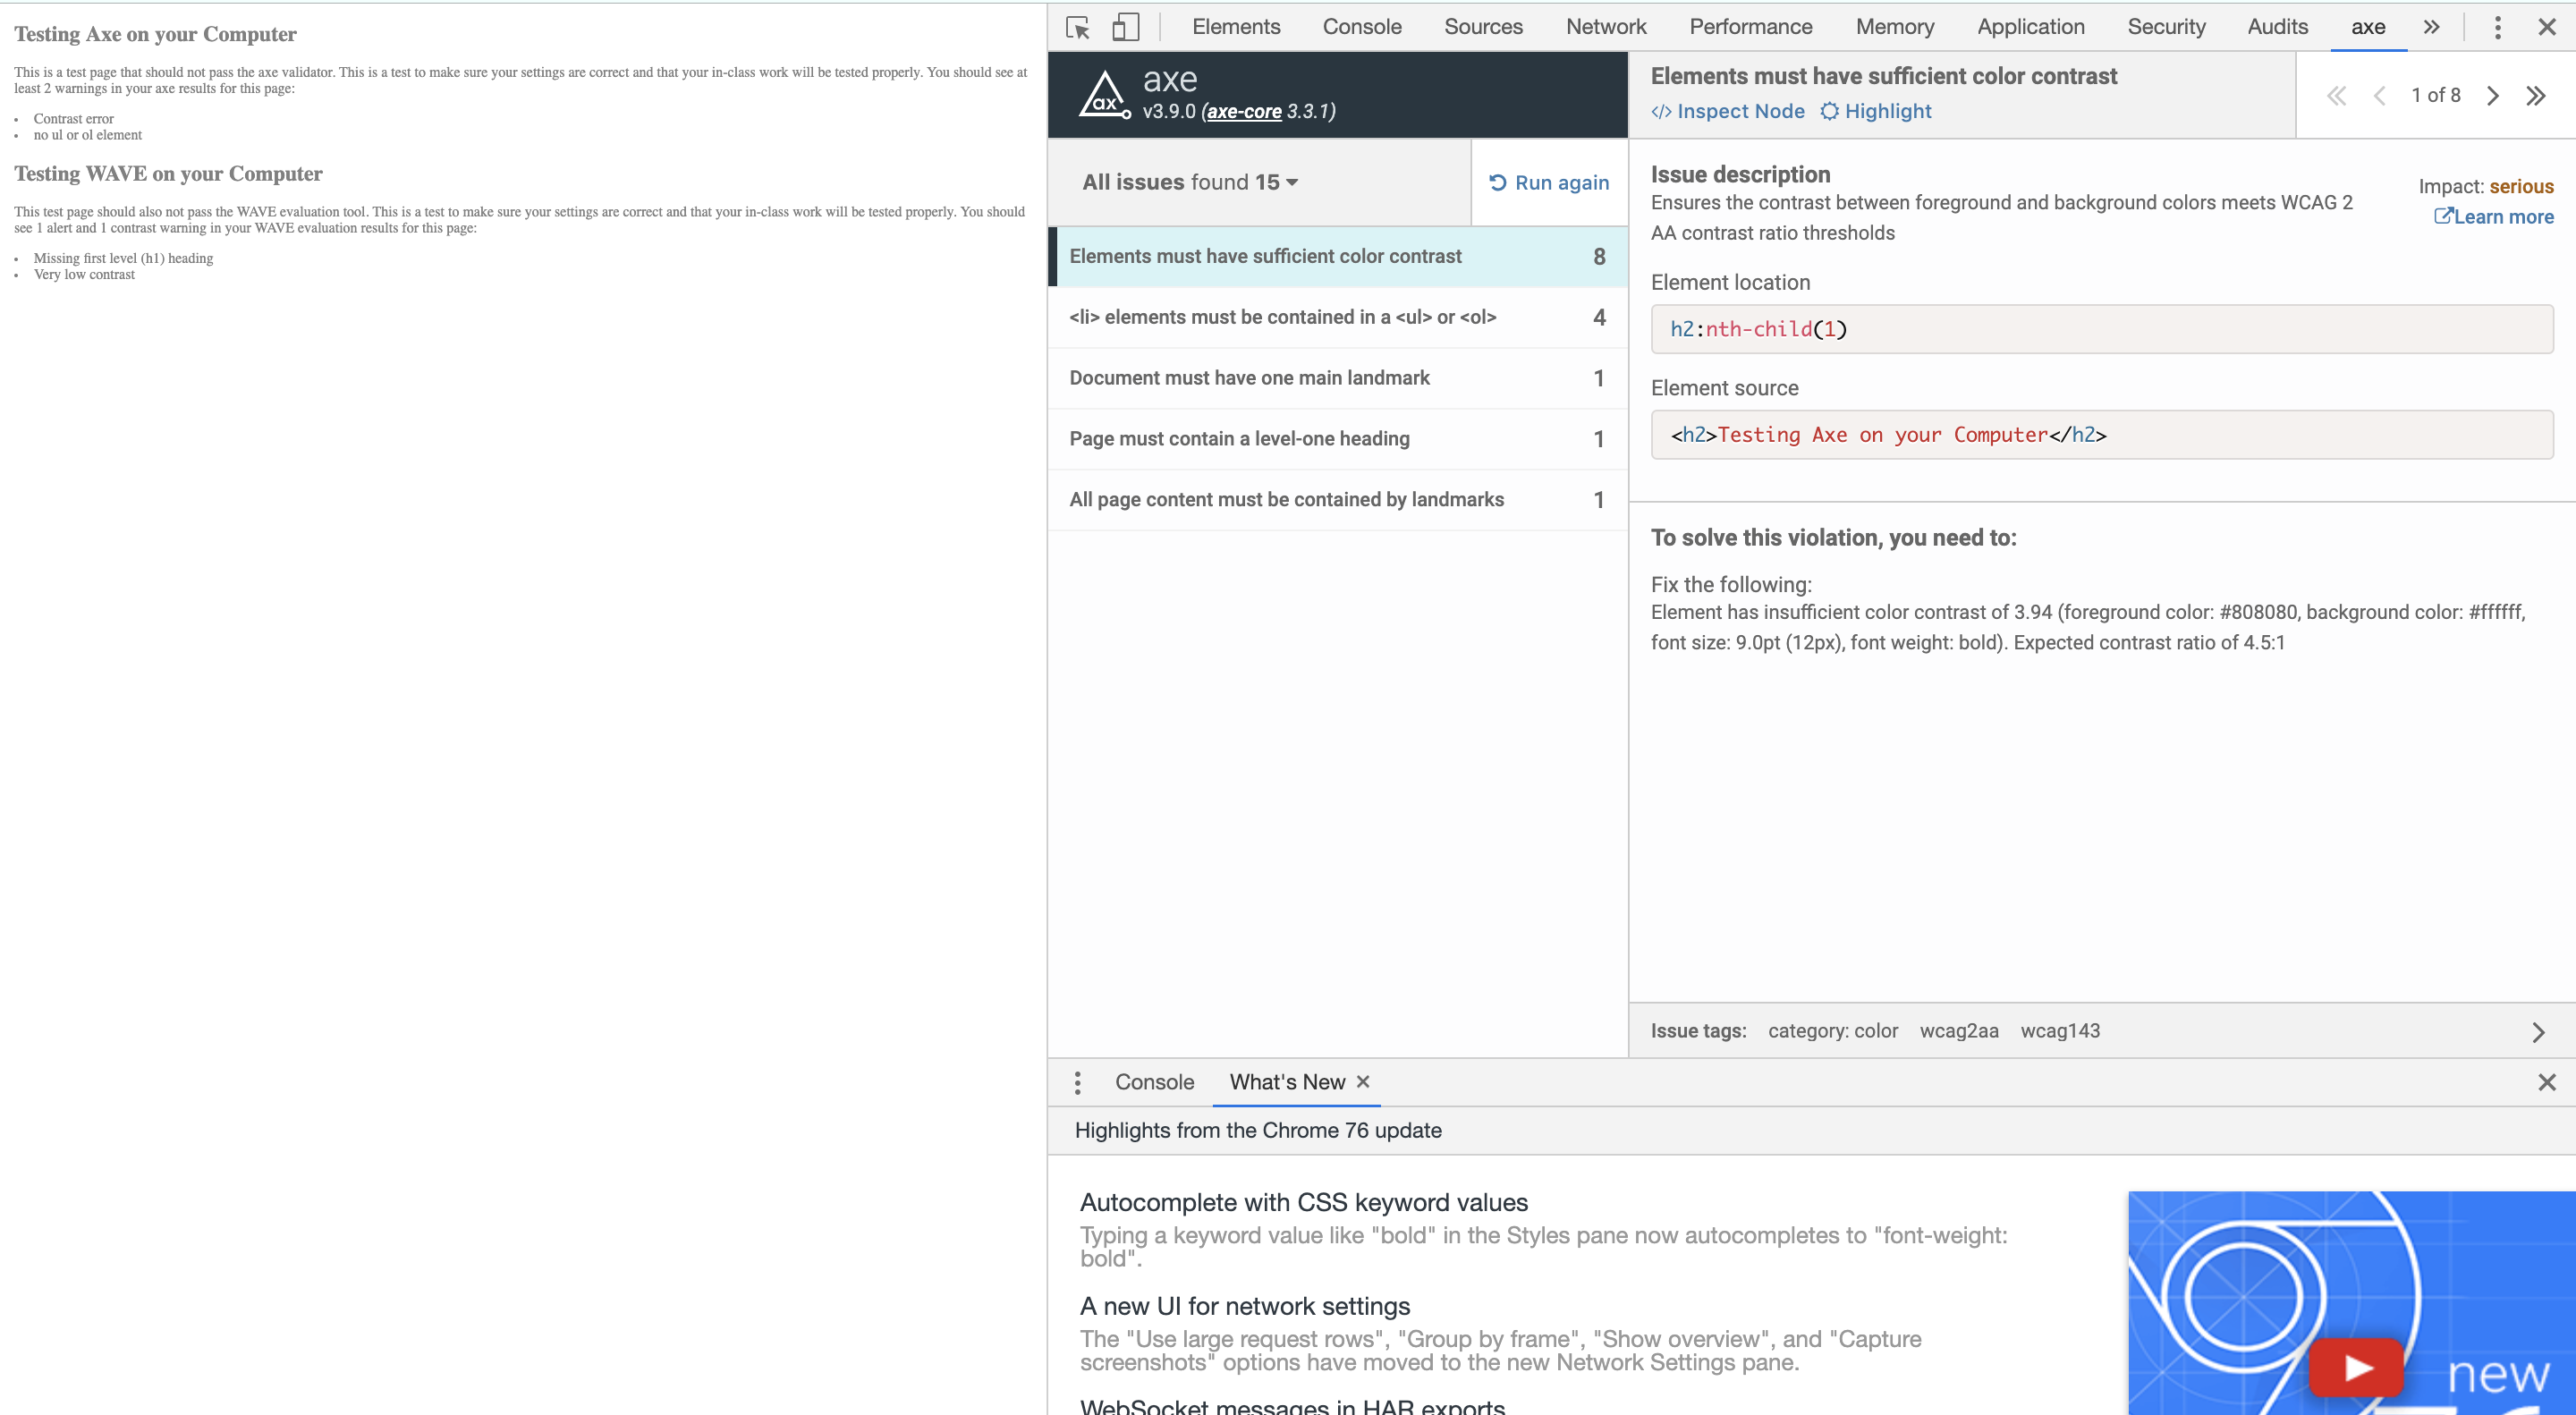 Testing Axe on your Computer
This is a test page that should not pass the axe validator. This is a test to make sure your settings are correct and that your in-class work will be tested properly. You should see at
least 2 warnings in your axe results for this page:
• Contrast error
• no ul or ol element
Testing WAVE on your Computer
This test page should also not pass the WAVE evaluation tool. This is a test to make sure your settings are correct and that your in-class work will be tested properly. You should
see 1 alert and 1 contrast warning in your WAVE evaluation results for this page:
• Missing first level (h1) heading
• Very low contrast
Elements Console Sources Network Performance Memory Application Security Audits axe »
ax
axe
v3.9.0 (axe-core 3.3.1)
All issues found 15
Run again
Elements must have sufficient color contrast 8
<li> elements must be contained in a <ul> or <ol> 4
Document must have one main landmark 1
Page must contain a level-one heading 1
All page content must be contained by landmarks 1
Elements must have sufficient color contrast
</> Inspect Node Highlight
1 of 8
Issue description
Ensures the contrast between foreground and background colors meets WCAG 2
AA contrast ratio thresholds
Impact: serious
Learn more
Element location
h2:nth-child(1)
Element source
<h2>Testing Axe on your Computer</h2>
To solve this violation, you need to:
Fix the following:
Element has insufficient color contrast of 3.94 (foreground color: #808080, background color: #ffffff,
font size: 9.0pt (12px), font weight: bold). Expected contrast ratio of 4.5:1
Issue tags: category: color wcag2aa wcag143
Console What's New ×
Highlights from the Chrome 76 update
Autocomplete with CSS keyword values
Typing a keyword value like "bold" in the Styles pane now autocompletes to "font-weight:
bold".
A new UI for network settings
The "Use large request rows", "Group by frame", "Show overview", and "Capture
screenshots" options have moved to the new Network Settings pane.
WebSocket messages in HAR exports
new